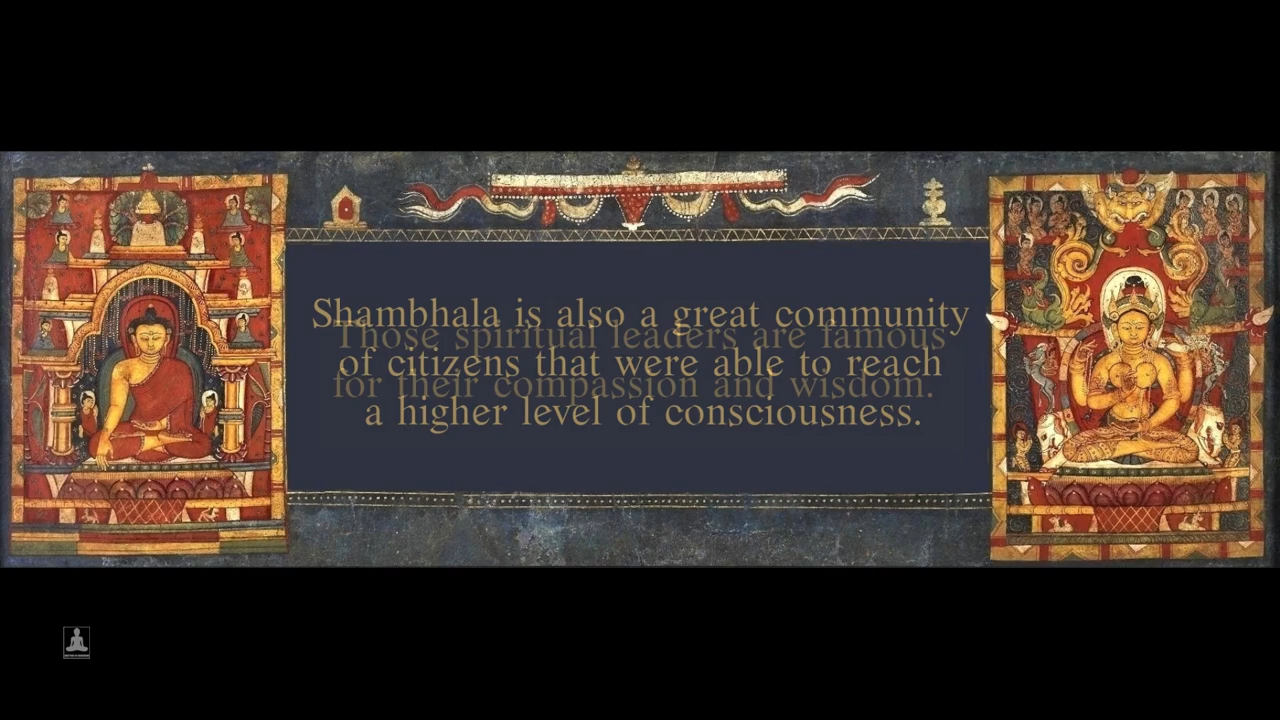 Shambhala is also a great community
of citizens that were able to reach
a higher level of consciousness.
Those spiritual leaders are famous
for their compassion and wisdom.